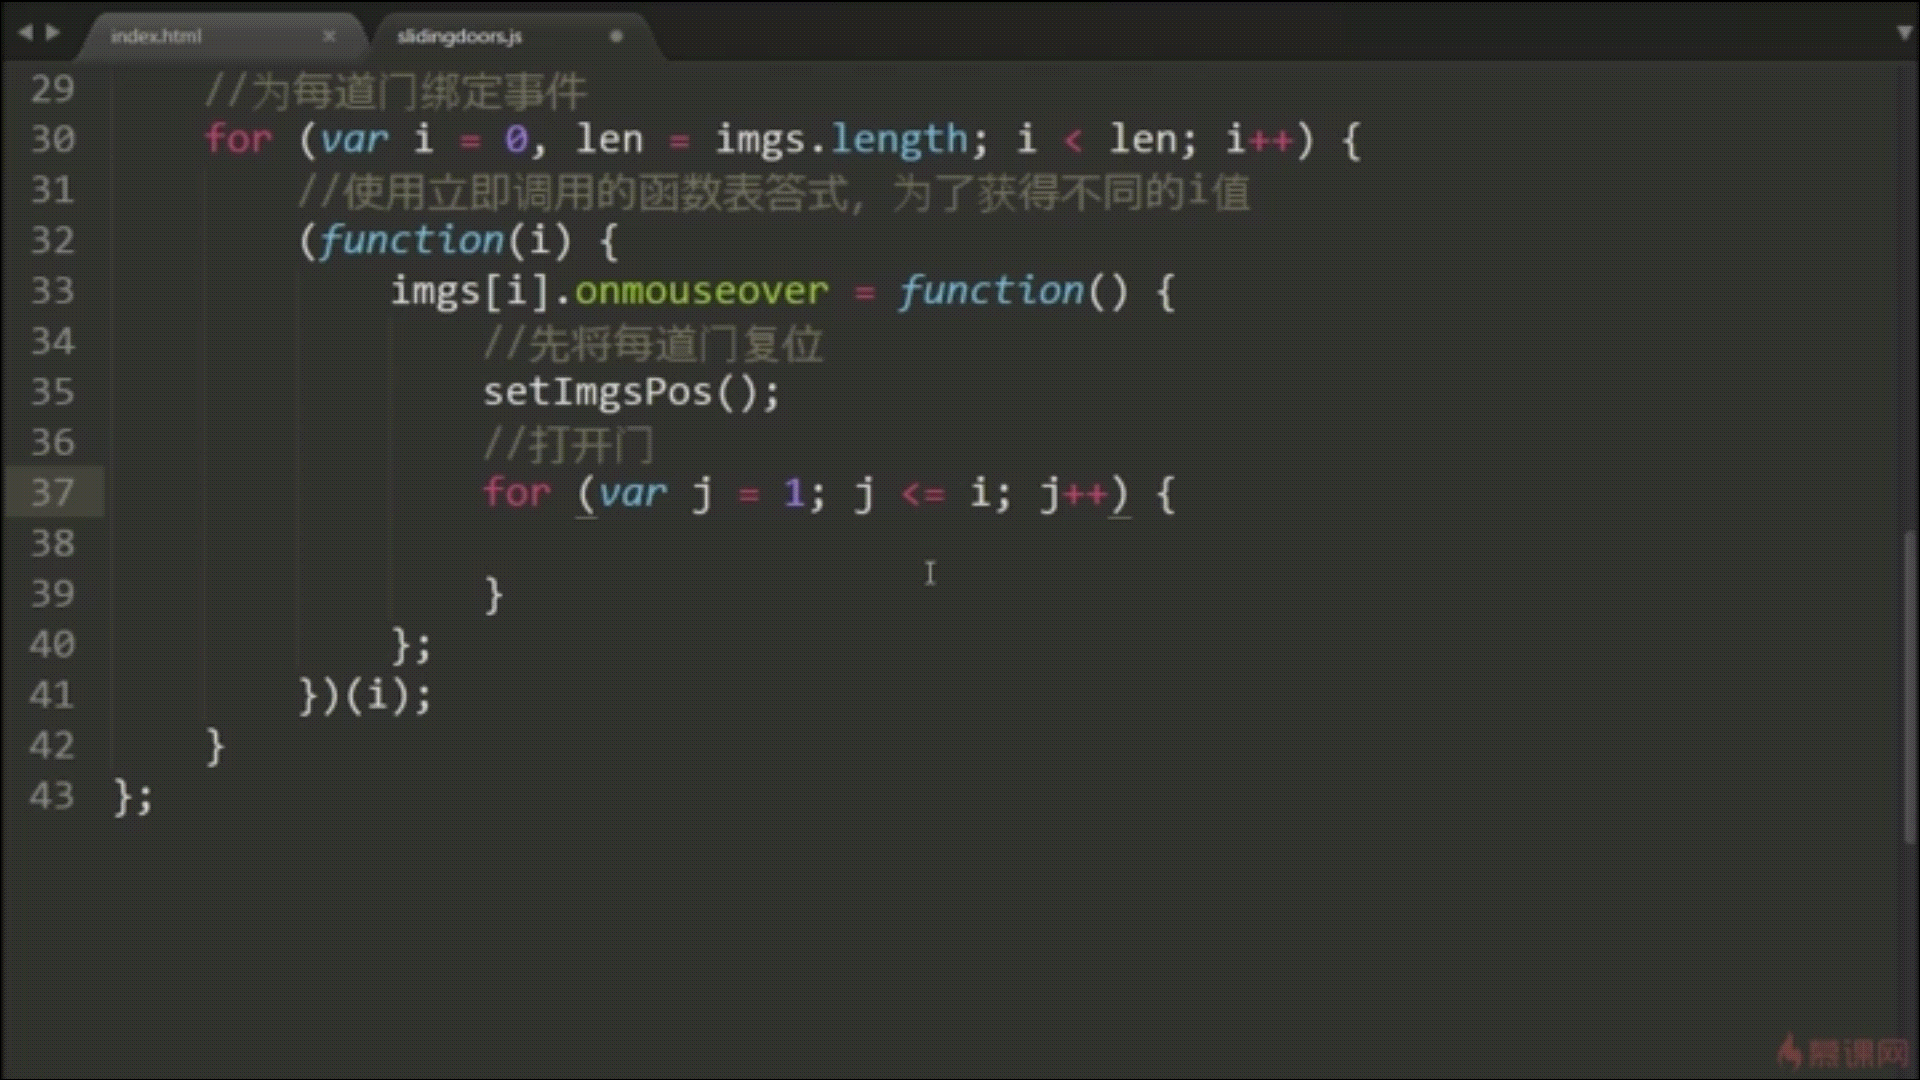 index.html
slidingdoors.js
29 //为每道门绑定事件
30 for (var i = 0, len = imgs.length; i < len; i++) {
31 //使用立即调用的函数表答式，为了获得不同的i值
32 (function(i) {
33 imgs[i].onmouseover = function() {
34 //先将每道门复位
35 setImgsPos();
36 //打开门
37 for (var j = 1; j <= i; j++) {
38
39 }
40 };
41 })(i);
42 }
43 };
慕课网